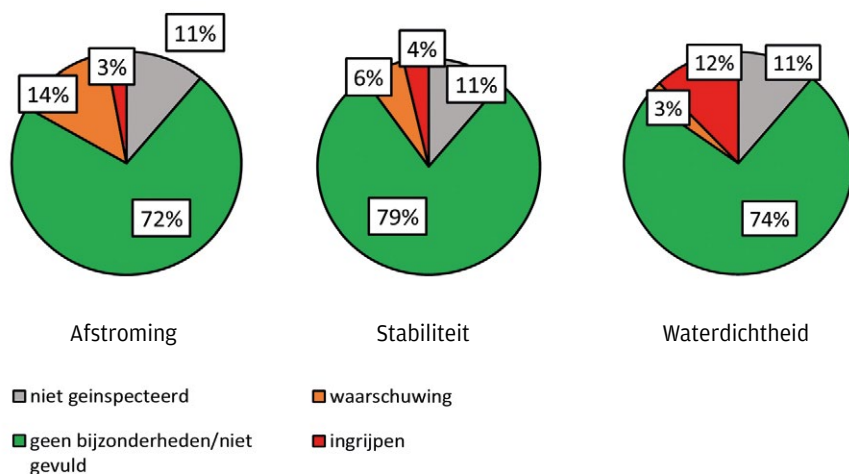 11%
3%
14%
72%
4%
6%
11%
79%
12%
11%
3%
74%
Afstroming
Stabiliteit
Waterdichtheid
niet geinspecteerd
waarschuwing
geen bijzonderheden/niet
gevuld
ingrijpen